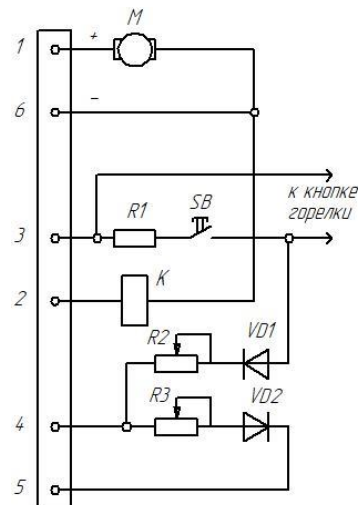 M
1 +
6 –
к кнопке
горелки
3 R1 SB
2 K
R2 VD1
R3 VD2
4
5